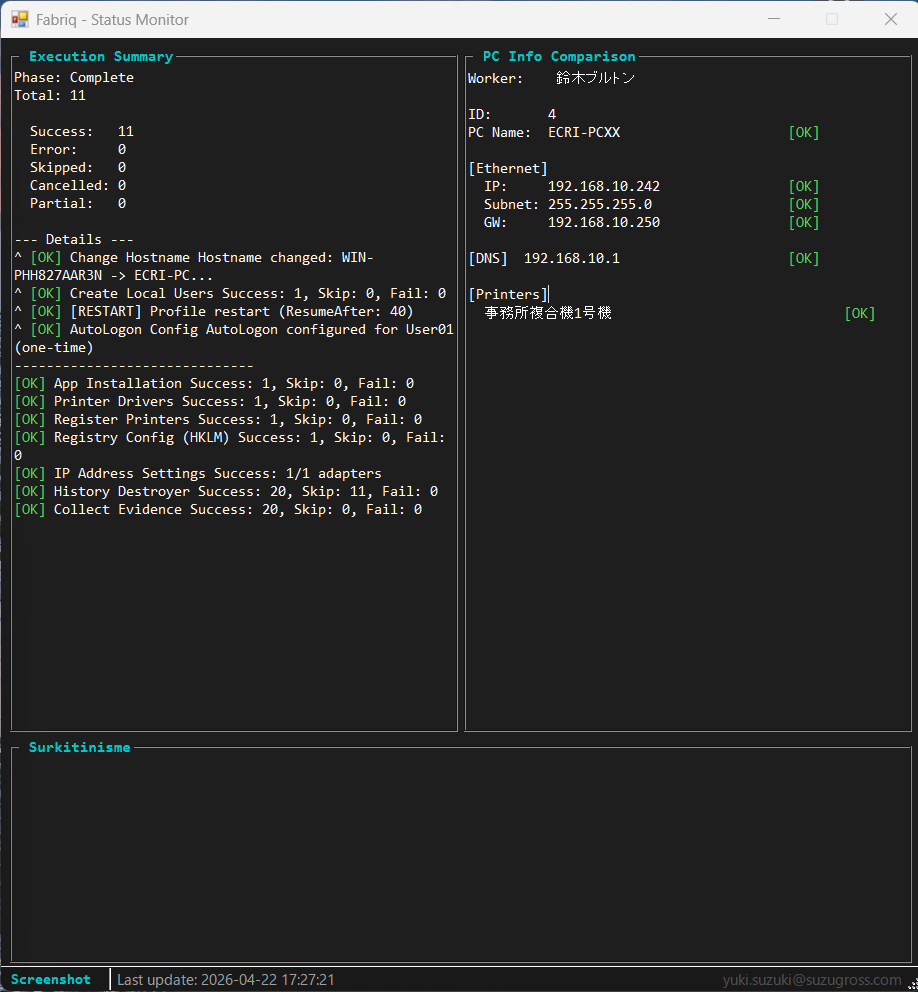 Fabriq - Status Monitor
Execution Summary
Phase: Complete
Total: 11
Success: 11
Error: 0
Skipped: 0
Cancelled: 0
Partial: 0
--- Details ---
^ [OK] Change Hostname Hostname changed: WIN-
PHH827AAR3N -> ECRI-PC...
^ [OK] Create Local Users Success: 1, Skip: 0, Fail: 0
^ [OK] [RESTART] Profile restart (ResumeAfter: 40)
^ [OK] AutoLogon Config AutoLogon configured for User01
(one-time)
------------------------------
[OK] App Installation Success: 1, Skip: 0, Fail: 0
[OK] Printer Drivers Success: 1, Skip: 0, Fail: 0
[OK] Register Printers Success: 1, Skip: 0, Fail: 0
[OK] Registry Config (HKLM) Success: 1, Skip: 0, Fail:
0
[OK] IP Address Settings Success: 1/1 adapters
[OK] History Destroyer Success: 20, Skip: 11, Fail: 0
[OK] Collect Evidence Success: 20, Skip: 0, Fail: 0
PC Info Comparison
Worker: 鈴木ブルトン
ID: 4
PC Name: ECRI-PCXX [OK]
[Ethernet]
IP: 192.168.10.242 [OK]
Subnet: 255.255.255.0 [OK]
GW: 192.168.10.250 [OK]
[DNS] 192.168.10.1 [OK]
[Printers]
事務所複合機1号機 [OK]
Surkitinisme
Screenshot
Last update: 2026-04-22 17:27:21
yuki.suzuki@suzugross.com